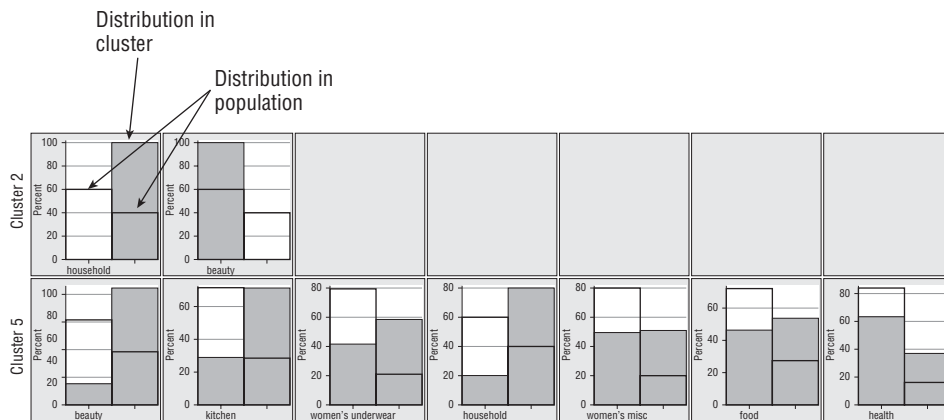 Distribution in
cluster
Distribution in
population
Cluster 2
Percent
100
80
60
40
20
0
household
Percent
100
80
60
40
20
0
beauty
Cluster 5
Percent
100
80
60
40
20
0
beauty
Percent
60
40
20
0
kitchen
Percent
80
60
40
20
0
women's underwear
Percent
80
60
40
20
0
household
Percent
80
60
40
20
0
women's misc
Percent
60
40
20
0
food
Percent
80
60
40
20
0
health